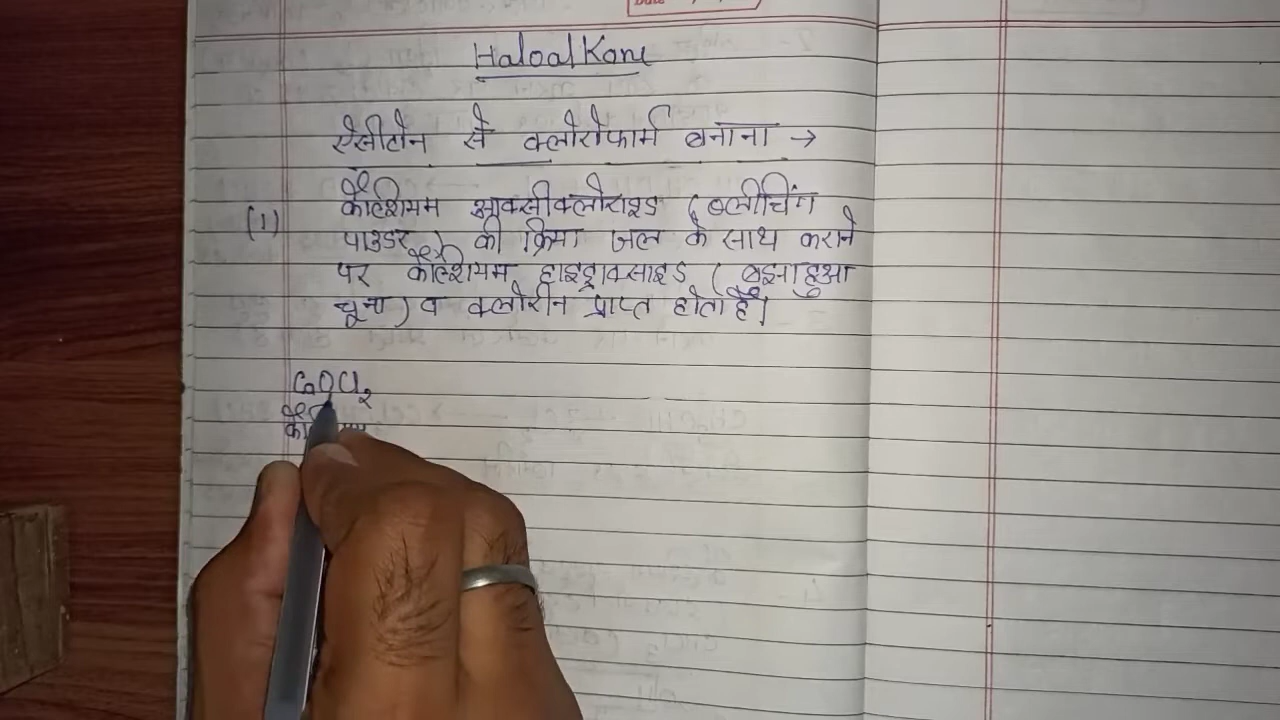 HaloalKane
ऐसीटोन से क्लोरोफार्म बनाना →
(1) कैल्शियम आक्सीक्लोराइड (ब्लीचिंग
पाउडर) की क्रिया जल के साथ कराने
पर कैल्शियम हाइड्राक्साइड (बुझा हुआ
चूना) व क्लोरीन प्राप्त होता है।
CaOCl2